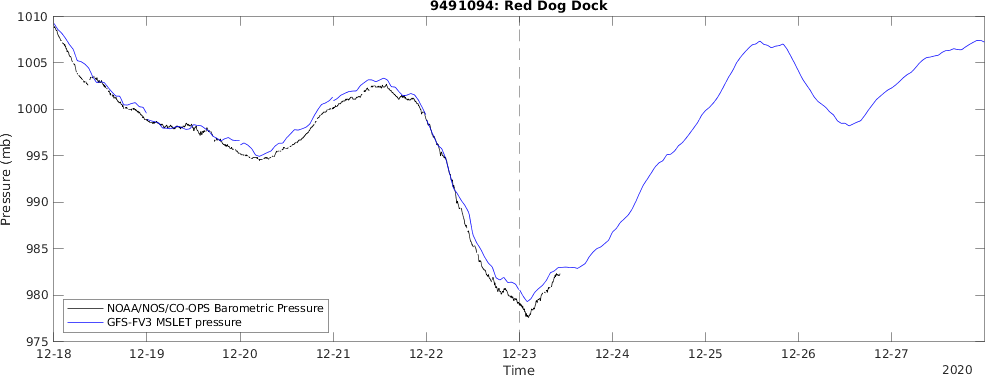 9491094: Red Dog Dock
Pressure (mb)
1010
1005
1000
995
990
985
980
975
NOAA/NOS/CO-OPS Barometric Pressure
GFS-FV3 MSLET pressure
12-18 12-19 12-20 12-21 12-22 12-23 12-24 12-25 12-26 12-27
Time
2020